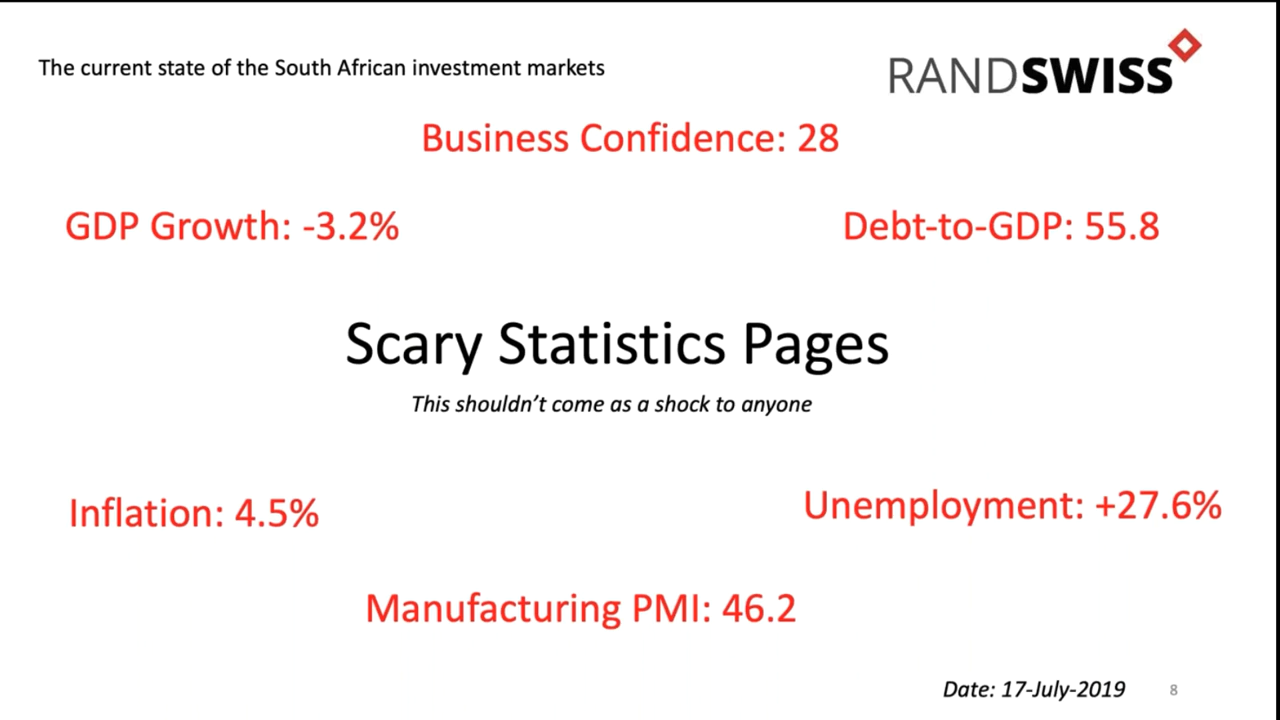 The current state of the South African investment markets
RANDSWISS
Business Confidence: 28
GDP Growth: -3.2%
Debt-to-GDP: 55.8
Scary Statistics Pages
This shouldn’t come as a shock to anyone
Inflation: 4.5%
Unemployment: +27.6%
Manufacturing PMI: 46.2
Date: 17-July-2019
8